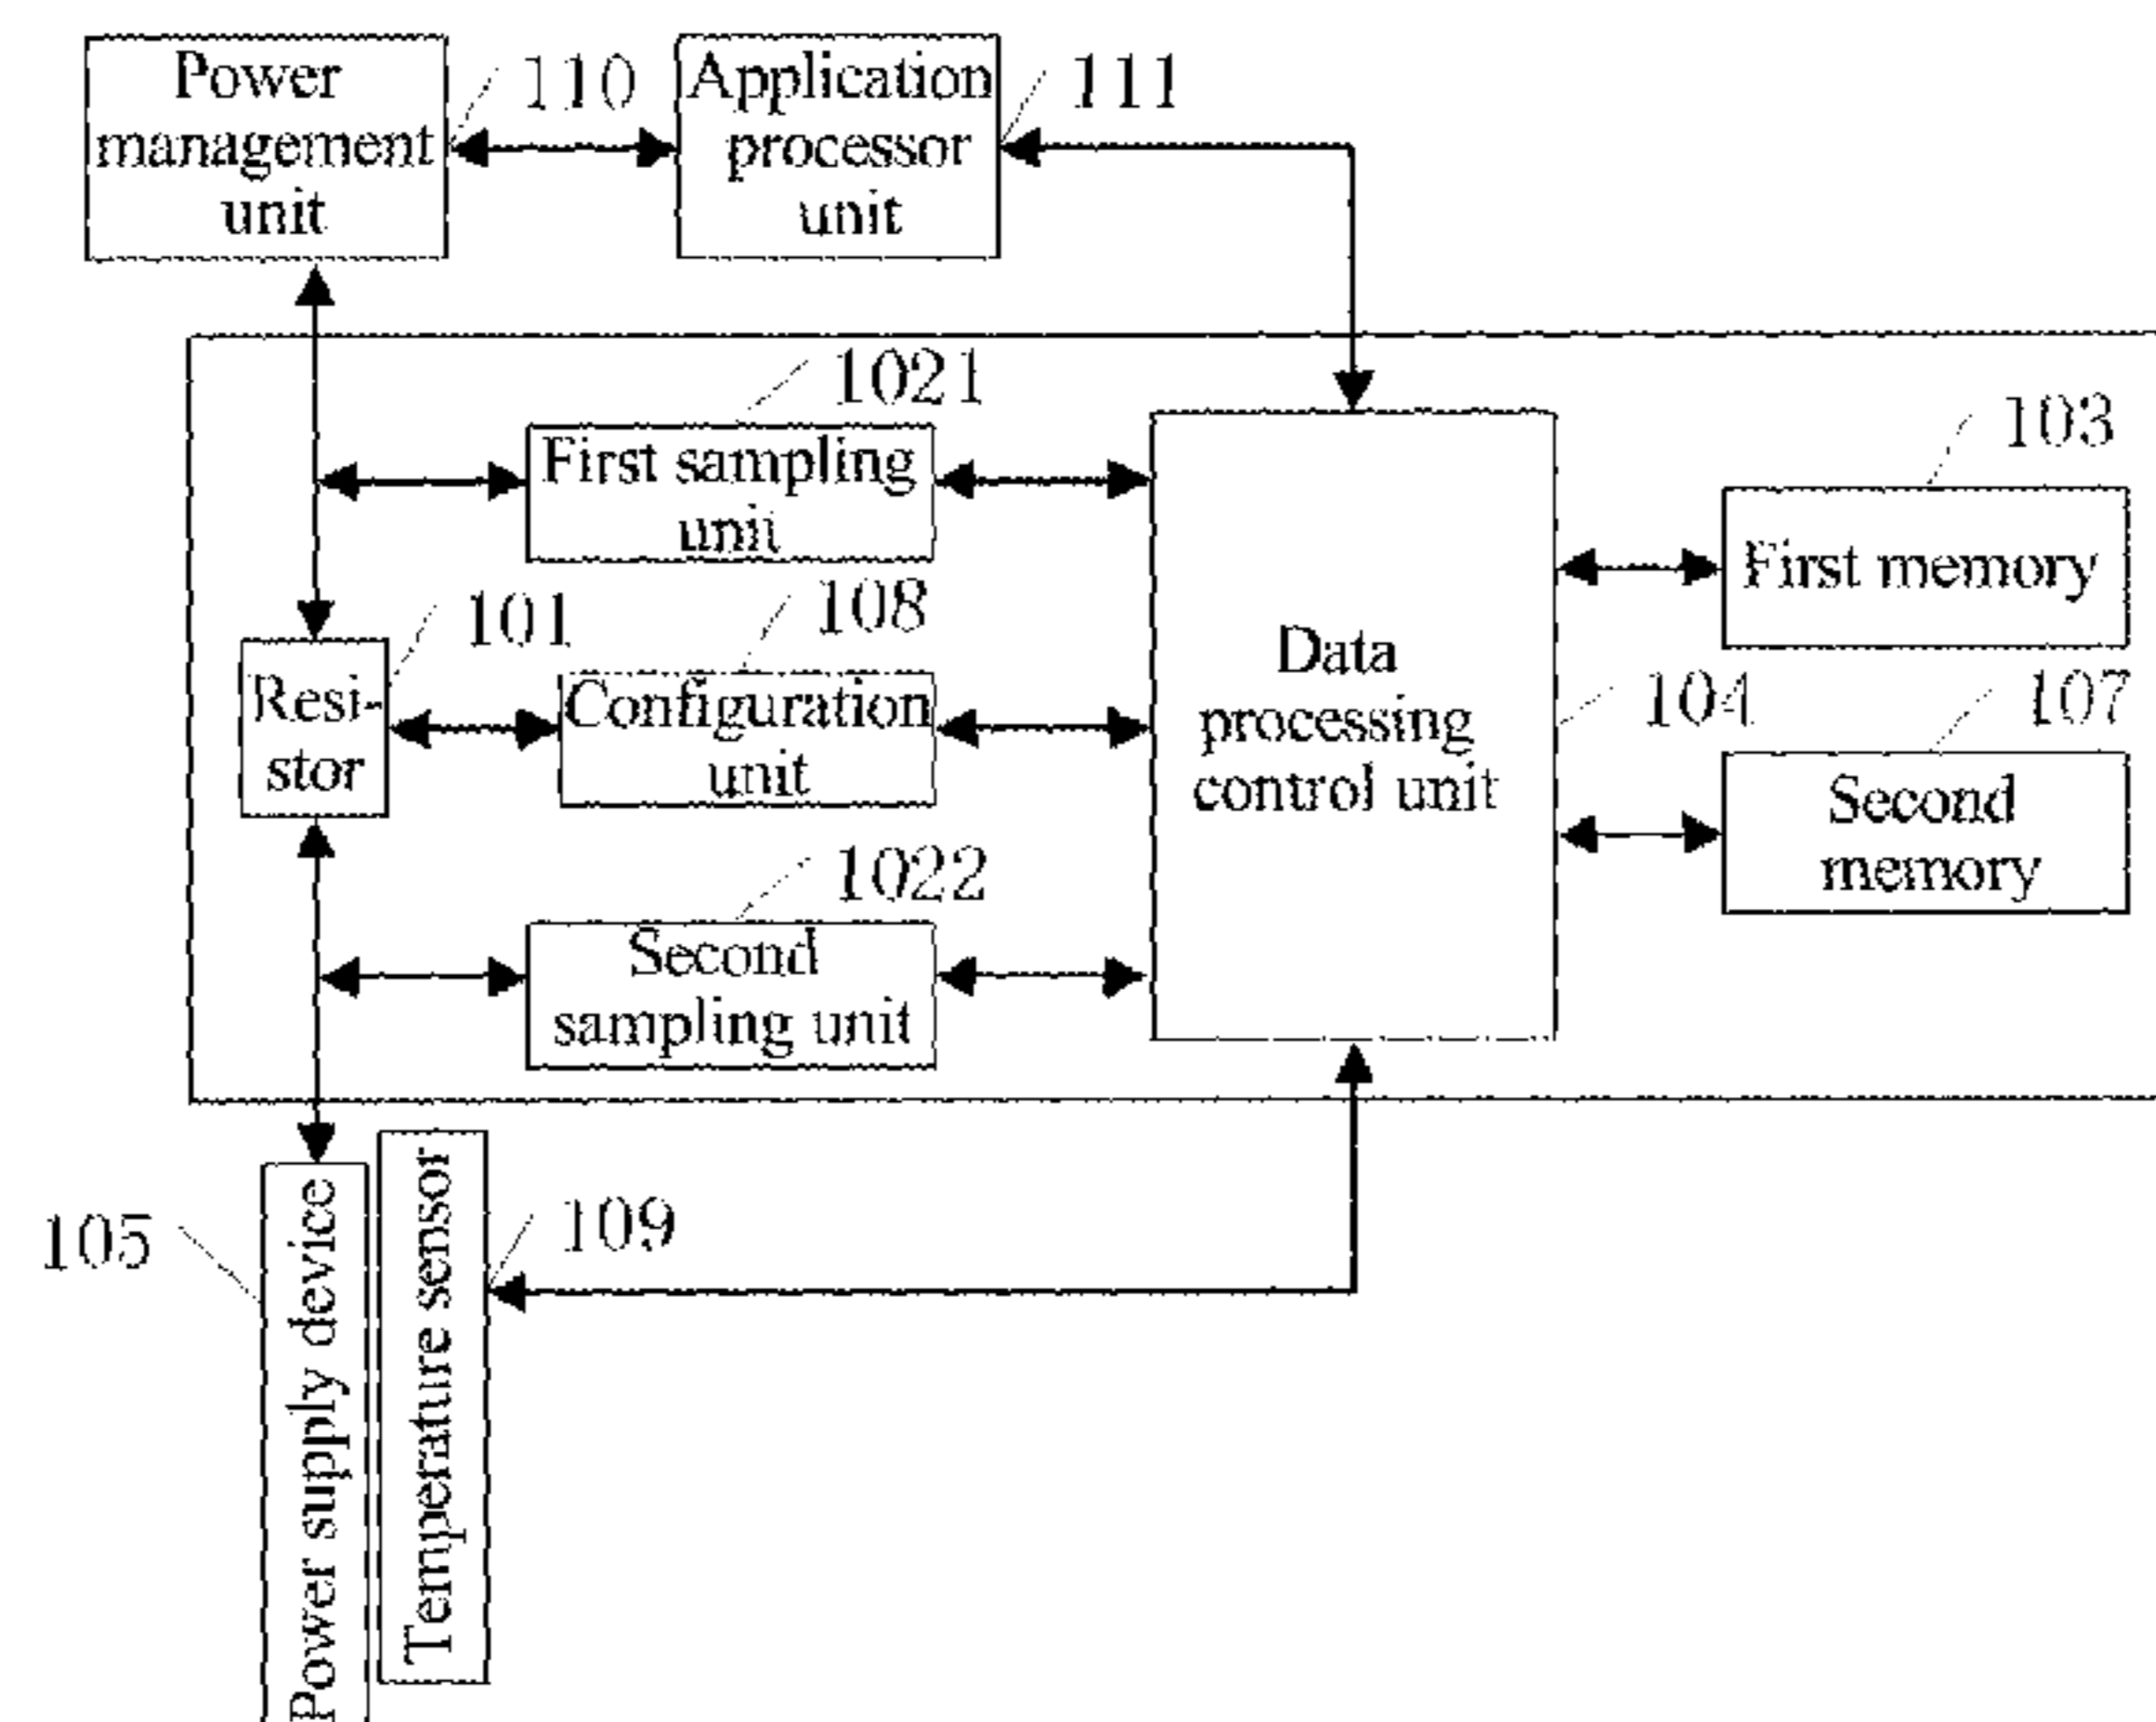 Power
management
unit
110
Application
processor
unit
111
1021
First sampling
unit
103
First memory
101
Resi-
stor
108
Configuration
unit
Data
processing
control unit
104
107
Second
memory
1022
Second
sampling unit
105
Power supply device
Temperature sensor
109